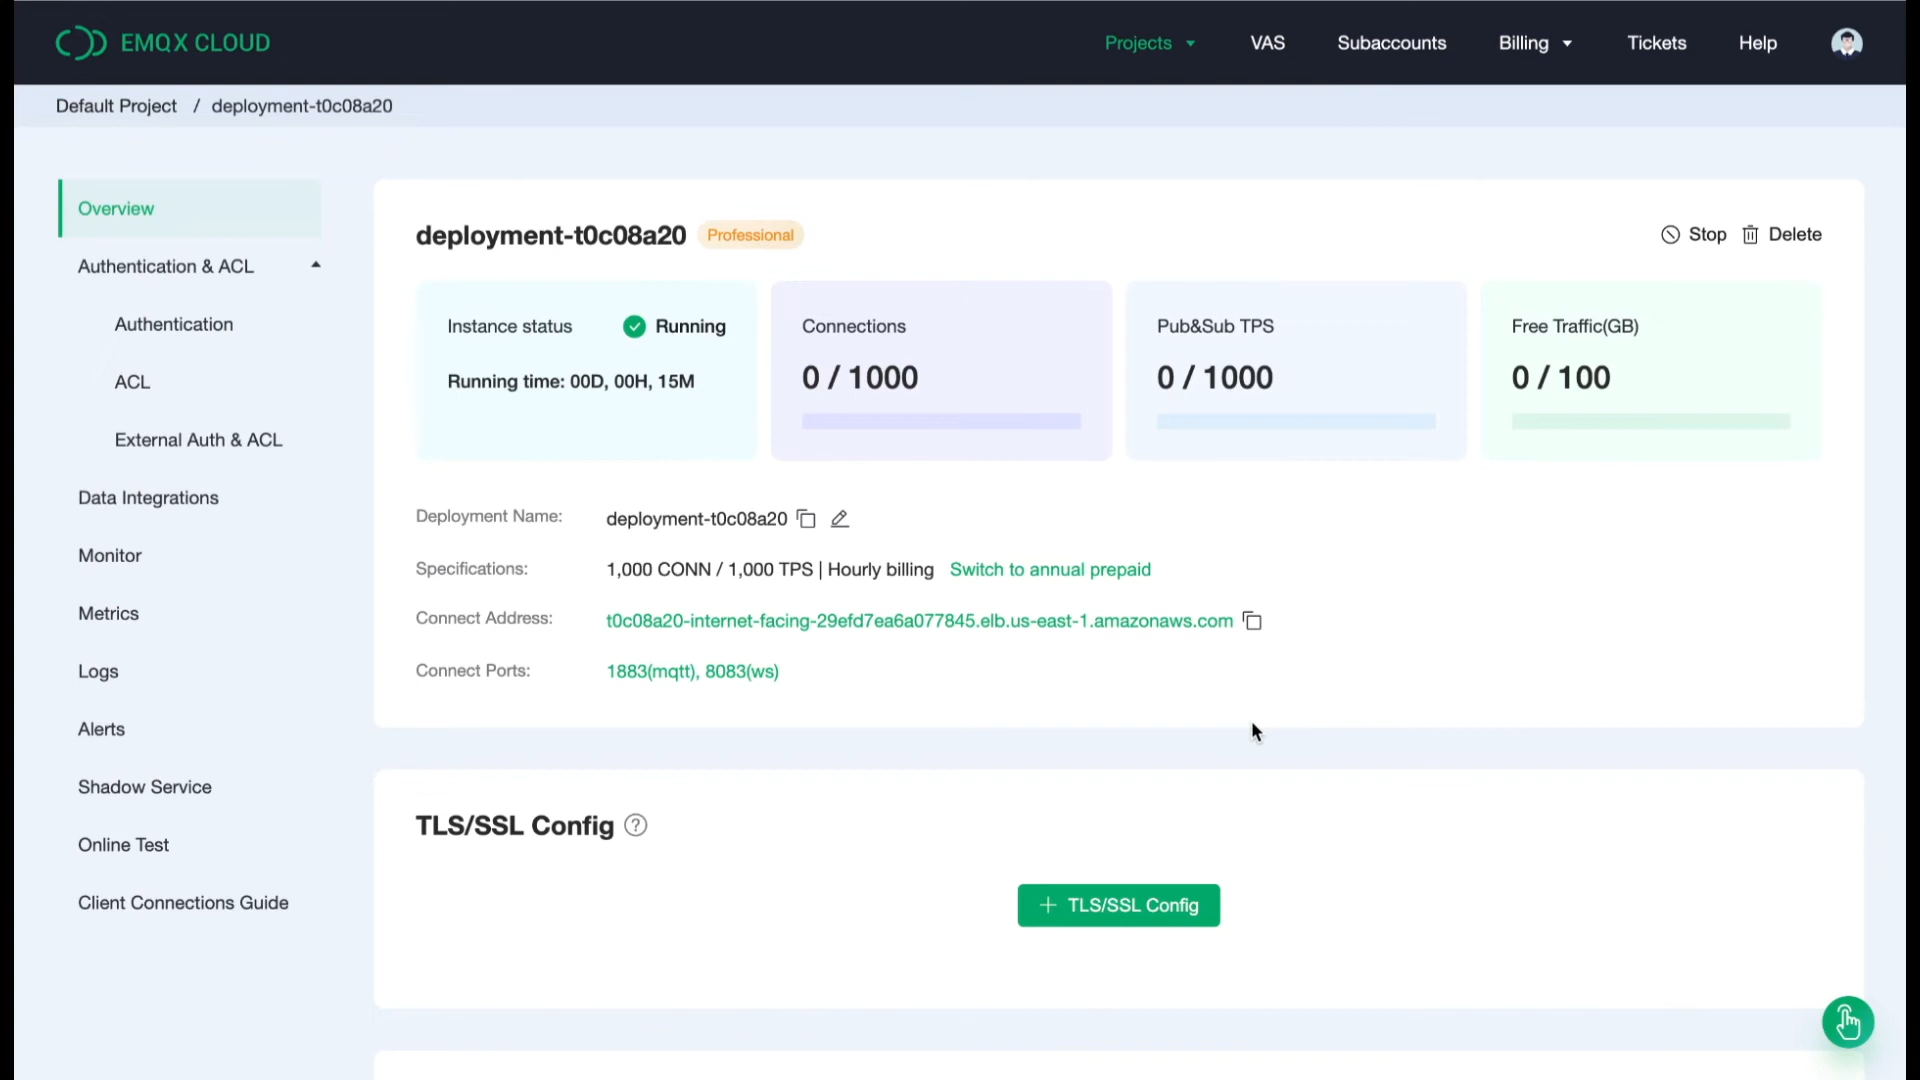 EMQX CLOUD
Projects
VAS
Subaccounts
Billing
Tickets
Help
Default Project / deployment-t0c08a20
Overview
Authentication & ACL
Authentication
ACL
External Auth & ACL
Data Integrations
Monitor
Metrics
Logs
Alerts
Shadow Service
Online Test
Client Connections Guide
deployment-t0c08a20 Professional
Stop Delete
Instance status Running
Running time: 00D, 00H, 15M
Connections
0 / 1000
Pub&Sub TPS
0 / 1000
Free Traffic(GB)
0 / 100
Deployment Name: deployment-t0c08a20
Specifications: 1,000 CONN / 1,000 TPS | Hourly billing Switch to annual prepaid
Connect Address: t0c08a20-internet-facing-29efd7ea6a077845.elb.us-east-1.amazonaws.com
Connect Ports: 1883(mqtt), 8083(ws)
TLS/SSL Config ?
+ TLS/SSL Config